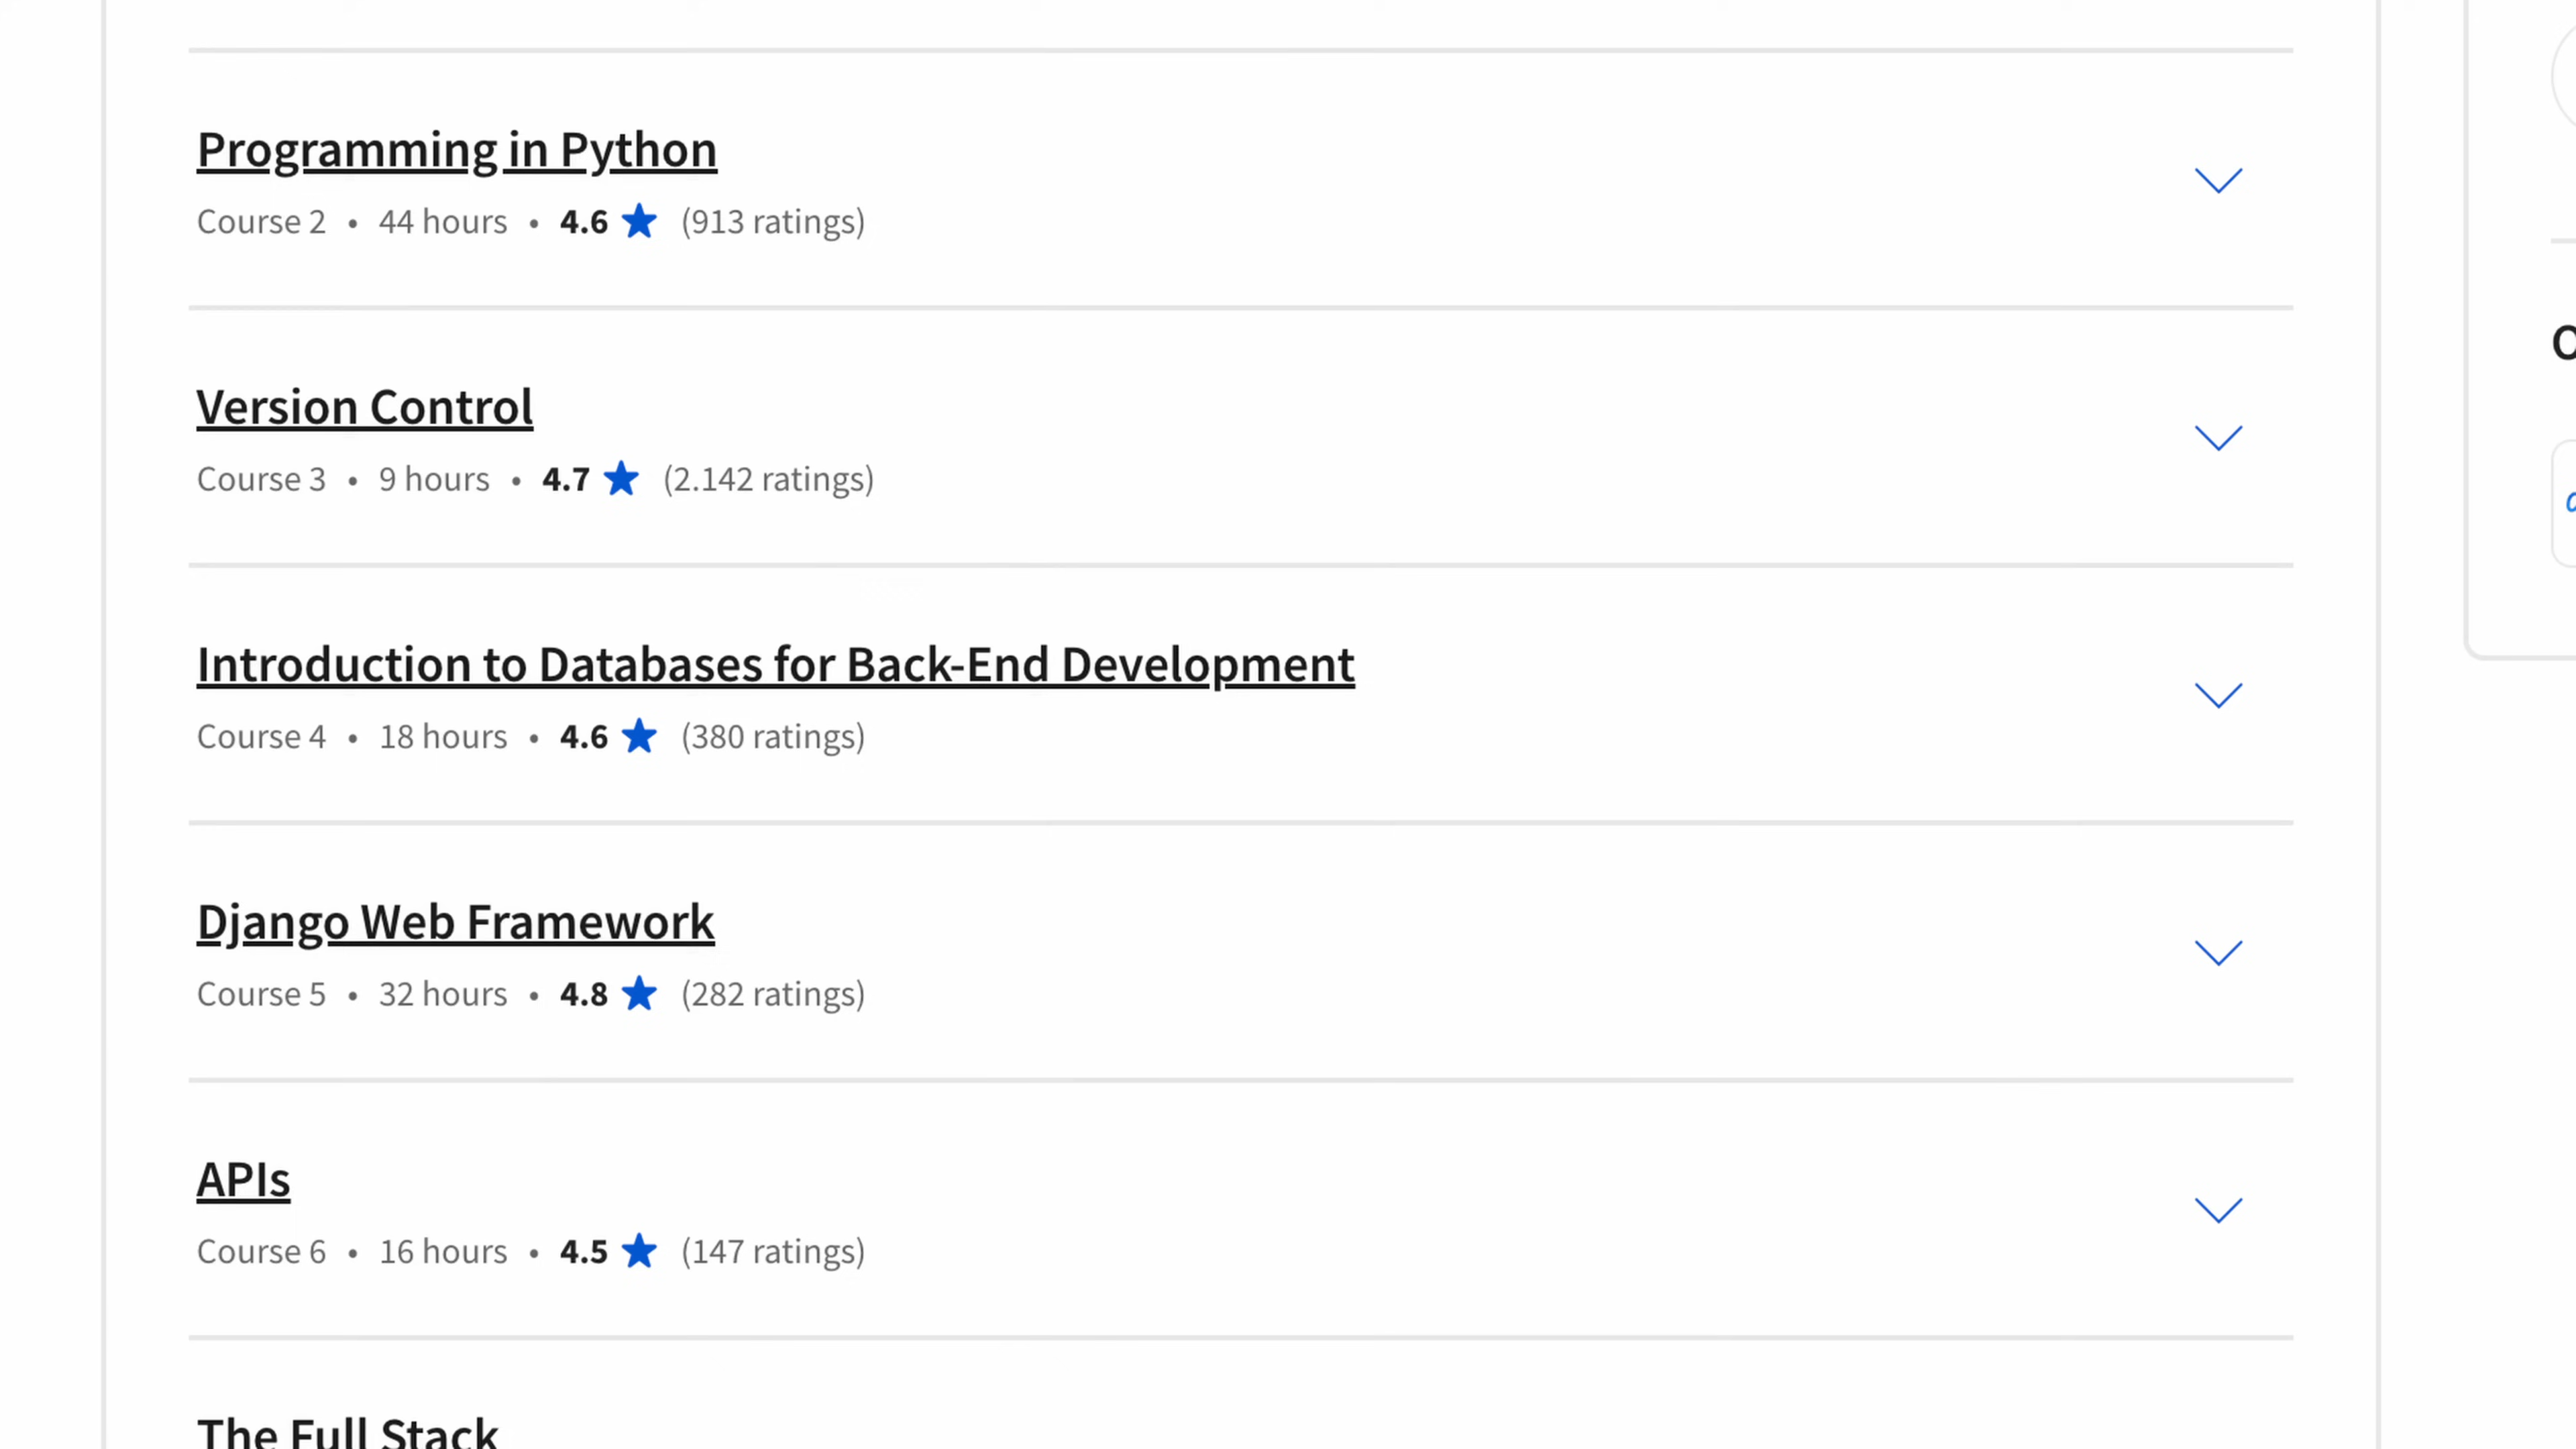 Programming in Python
Course 2 • 44 hours • 4.6 ★ (913 ratings)
Version Control
Course 3 • 9 hours • 4.7 ★ (2.142 ratings)
Introduction to Databases for Back-End Development
Course 4 • 18 hours • 4.6 ★ (380 ratings)
Django Web Framework
Course 5 • 32 hours • 4.8 ★ (282 ratings)
APIs
Course 6 • 16 hours • 4.5 ★ (147 ratings)
The Full Stack